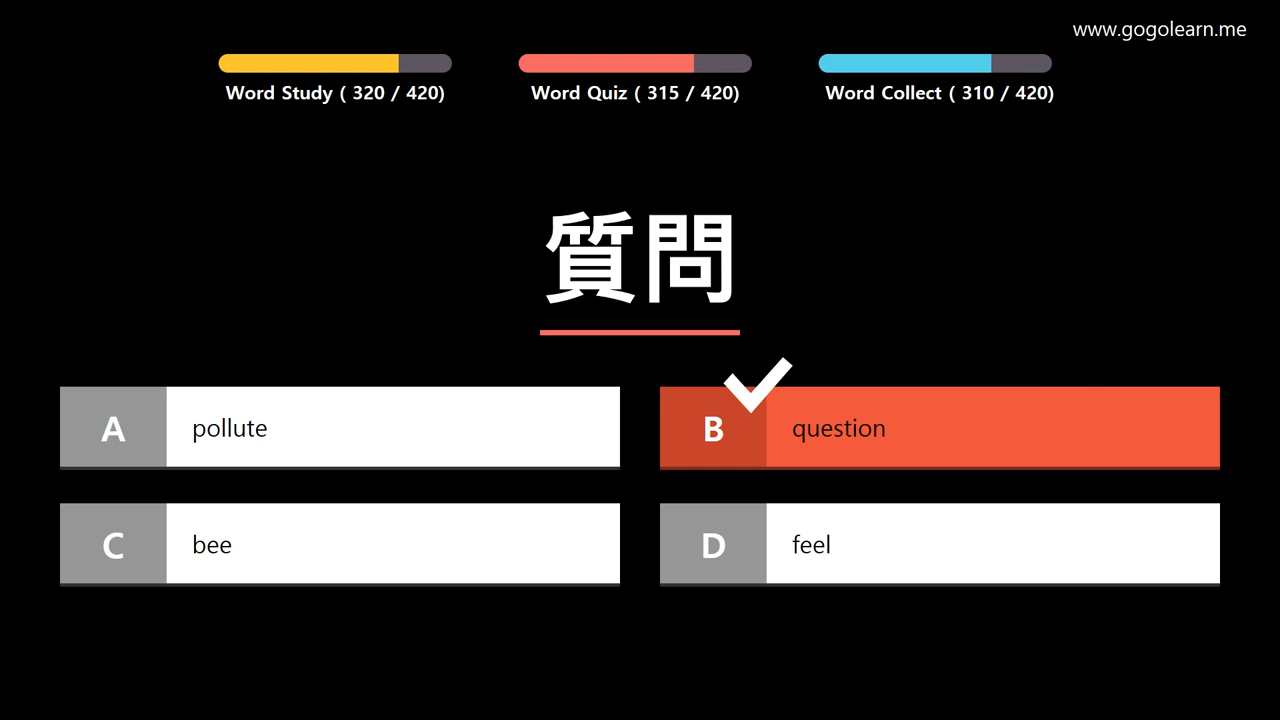 www.gogolearn.me
Word Study ( 320 / 420)
Word Quiz ( 315 / 420)
Word Collect ( 310 / 420)
質問
A pollute
B question
C bee
D feel